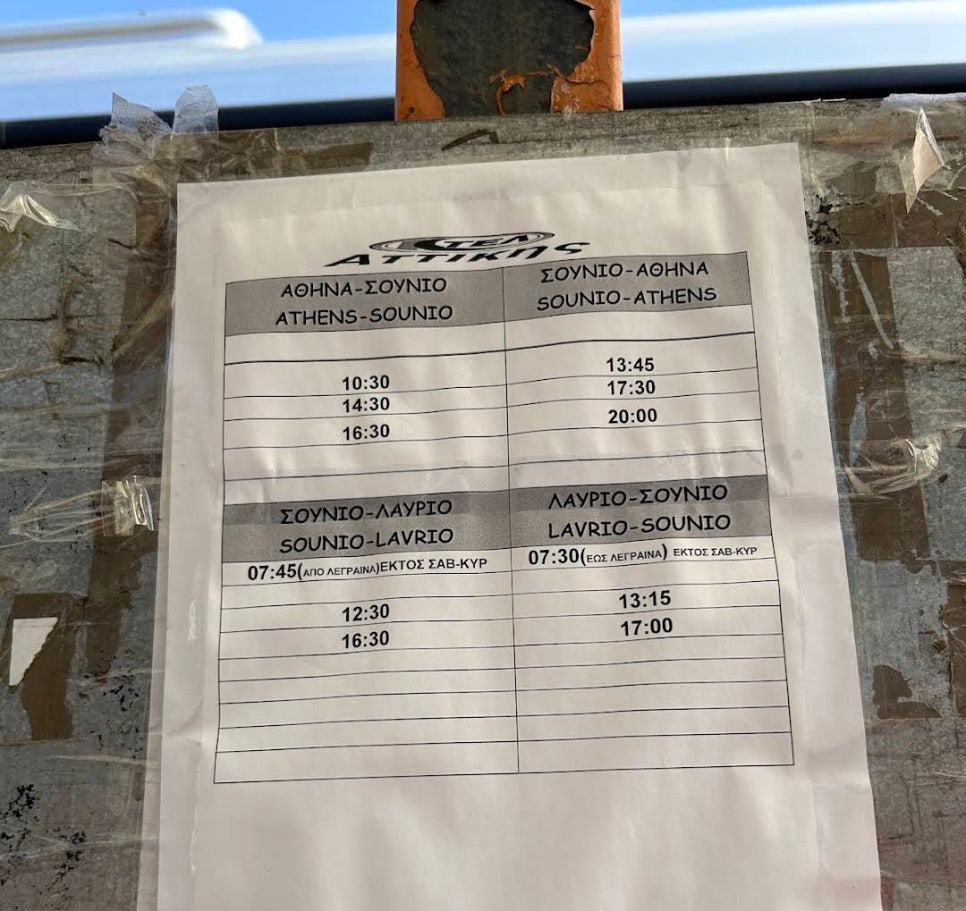 ΚΤΕΛ
ΑΤΤΙΚΗς
ΑΘΗΝΑ-ΣΟΥΝΙΟ
ATHENS-SOUNIO
ΣΟΥΝΙΟ-ΑΘΗΝΑ
SOUNIO-ATHENS
10:30
13:45
14:30
17:30
16:30
20:00
ΣΟΥΝΙΟ-ΛΑΥΡΙΟ
SOUNIO-LAVRIO
ΛΑΥΡΙΟ-ΣΟΥΝΙΟ
LAVRIO-SOUNIO
07:45(ΑΠΟ ΛΕΓΡΑΙΝΑ)ΕΚΤΟΣ ΣΑΒ-ΚΥΡ
07:30(ΕΩΣ ΛΕΓΡΑΙΝΑ) ΕΚΤΟΣ ΣΑΒ-ΚΥΡ
12:30
13:15
16:30
17:00